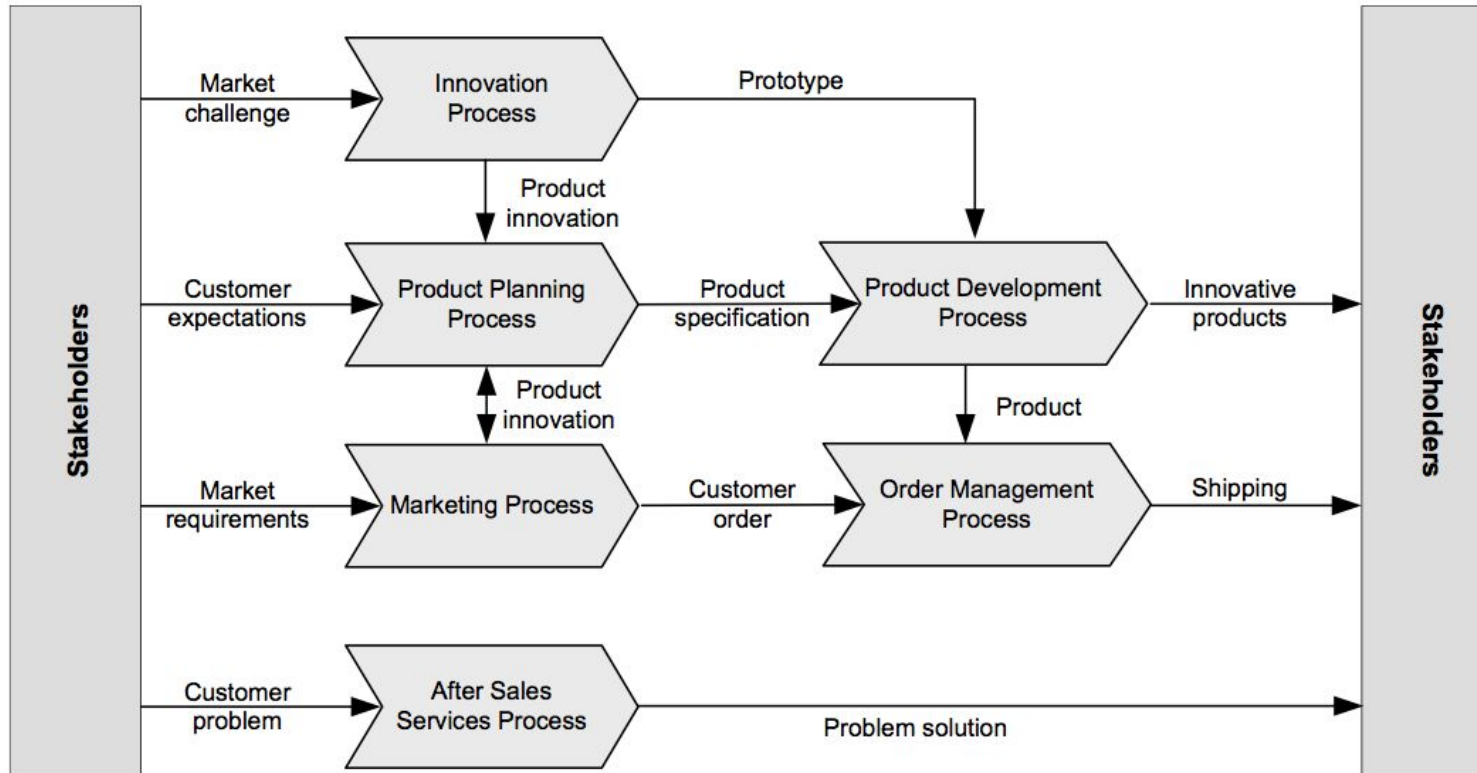 Stakeholders
Market
challenge
Innovation
Process
Prototype
Product
innovation
Customer
expectations
Product Planning
Process
Product
specification
Product Development
Process
Innovative
products
Product
innovation
Product
Market
requirements
Marketing Process
Customer
order
Order Management
Process
Shipping
Customer
problem
After Sales
Services Process
Problem solution
Stakeholders